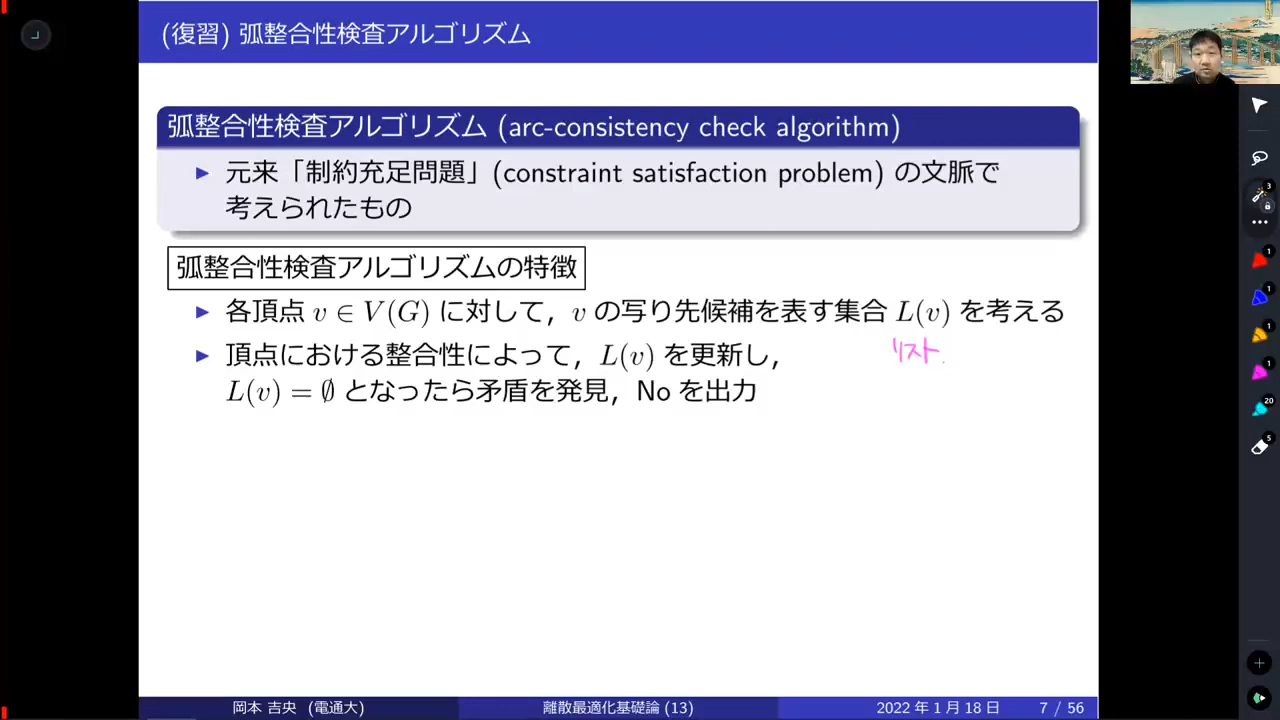 (復習) 弧整合性検査アルゴリズム
弧整合性検査アルゴリズム (arc-consistency check algorithm)
▶ 元来「制約充足問題」(constraint satisfaction problem) の文脈で
考えられたもの
弧整合性検査アルゴリズムの特徴
▶ 各頂点 v ∈ V(G) に対して，v の写り先候補を表す集合 L(v) を考える
リスト
▶ 頂点における整合性によって，L(v) を更新し，
L(v) = ∅ となったら矛盾を発見，No を出力
岡本 吉央 (電通大) 離散最適化基礎論 (13) 2022 年 1 月 18 日 7 / 56
3
1
1
1
1
20
5